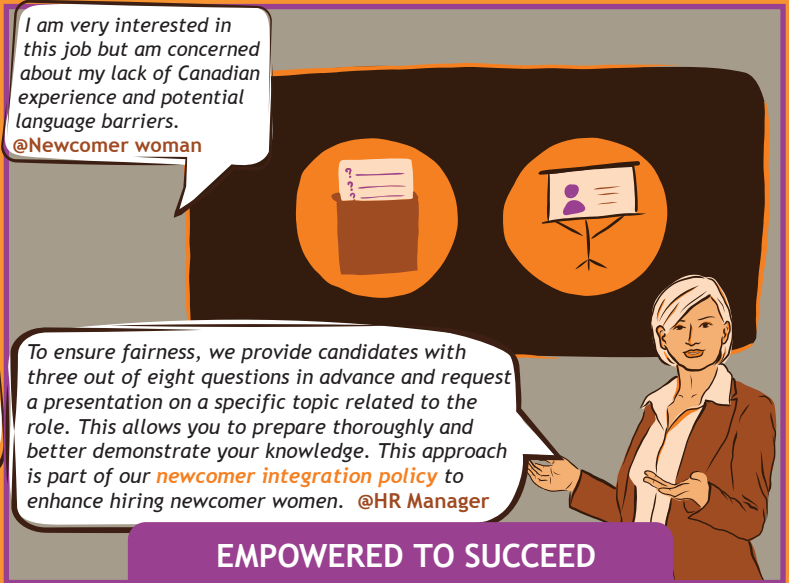 I am very interested in
this job but am concerned
about my lack of Canadian
experience and potential
language barriers.
@Newcomer woman
?
?
?
To ensure fairness, we provide candidates with
three out of eight questions in advance and request
a presentation on a specific topic related to the
role. This allows you to prepare thoroughly and
better demonstrate your knowledge. This approach
is part of our newcomer integration policy to
enhance hiring newcomer women. @HR Manager
EMPOWERED TO SUCCEED